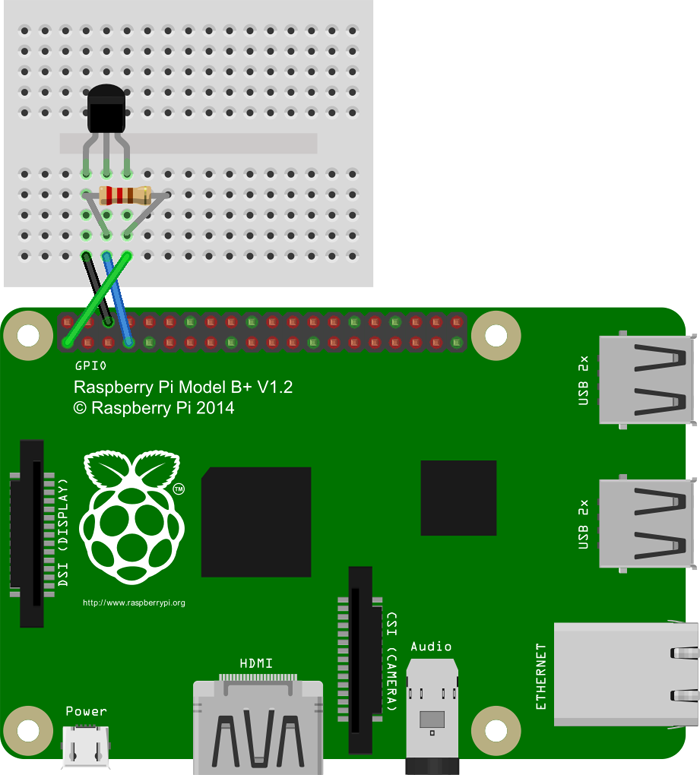 GPIO
Raspberry Pi Model B+ V1.2
© Raspberry Pi 2014
USB 2x
DSI (DISPLAY)
TM
USB 2x
http://www.raspberrypi.org
CSI (CAMERA)
Audio
ETHERNET
HDMI
Power